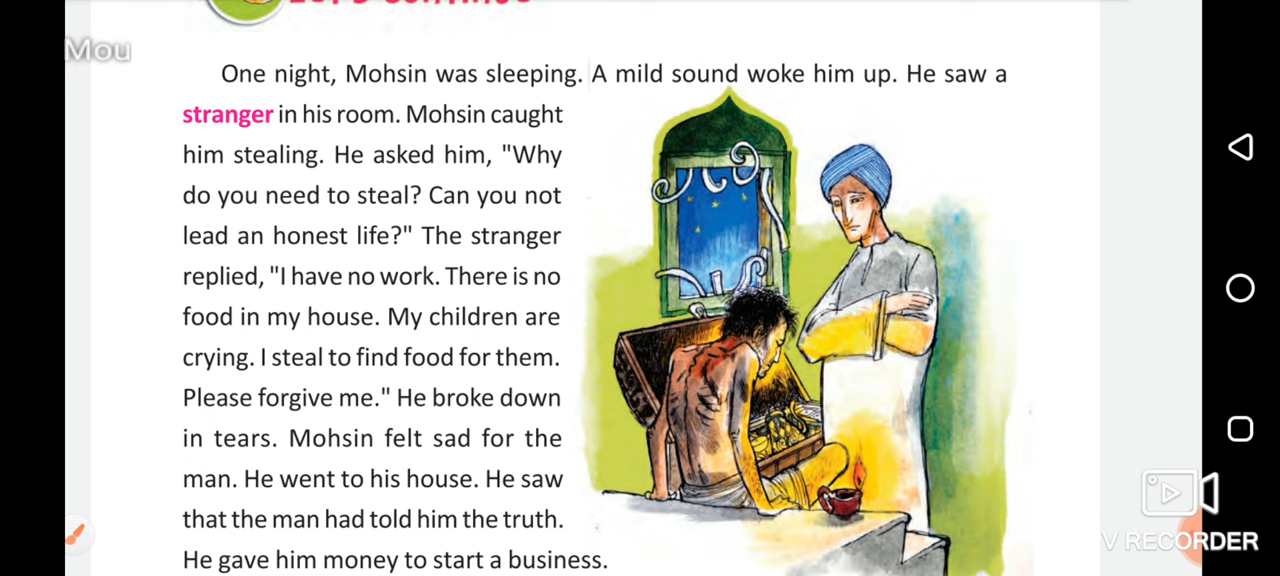 Mou
One night, Mohsin was sleeping. A mild sound woke him up. He saw a
stranger in his room. Mohsin caught
him stealing. He asked him, "Why
do you need to steal? Can you not
lead an honest life?" The stranger
replied, "I have no work. There is no
food in my house. My children are
crying. I steal to find food for them.
Please forgive me." He broke down
in tears. Mohsin felt sad for the
man. He went to his house. He saw
that the man had told him the truth.
He gave him money to start a business.
V RECORDER